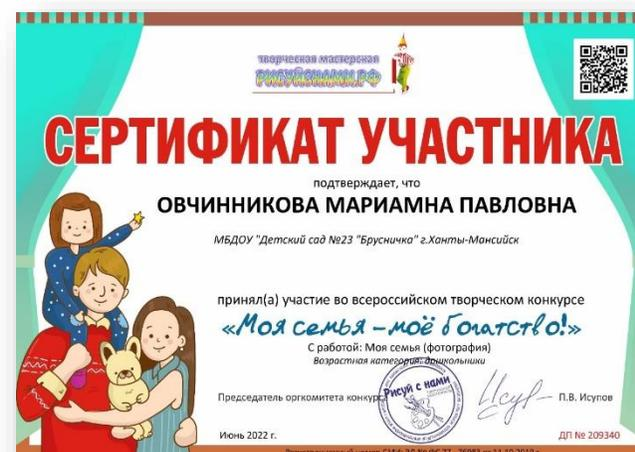 творческая мастерская
РИСУЙСНАМИ.РФ
СЕРТИФИКАТ УЧАСТНИКА
подтверждает, что
ОВЧИННИКОВА МАРИАМНА ПАВЛОВНА
МБДОУ "Детский сад №23 "Брусничка" г.Ханты-Мансийск
принял(а) участие во всероссийском творческом конкурсе
«Моя семья – моё богатство!»
С работой: Моя семья (фотография)
Возрастная категория: дошкольники
Рисуй с нами
Председатель оргкомитета конкурса П.В. Исупов
Июнь 2022 г. ДП № 209340